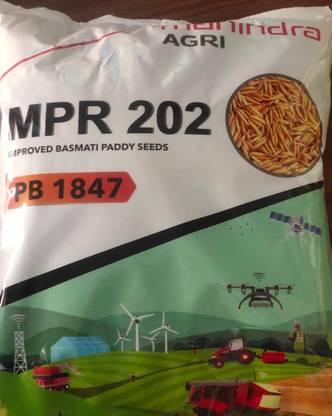 mahindra
AGRI
MPR 202
IMPROVED BASMATI PADDY SEEDS
PB 1847